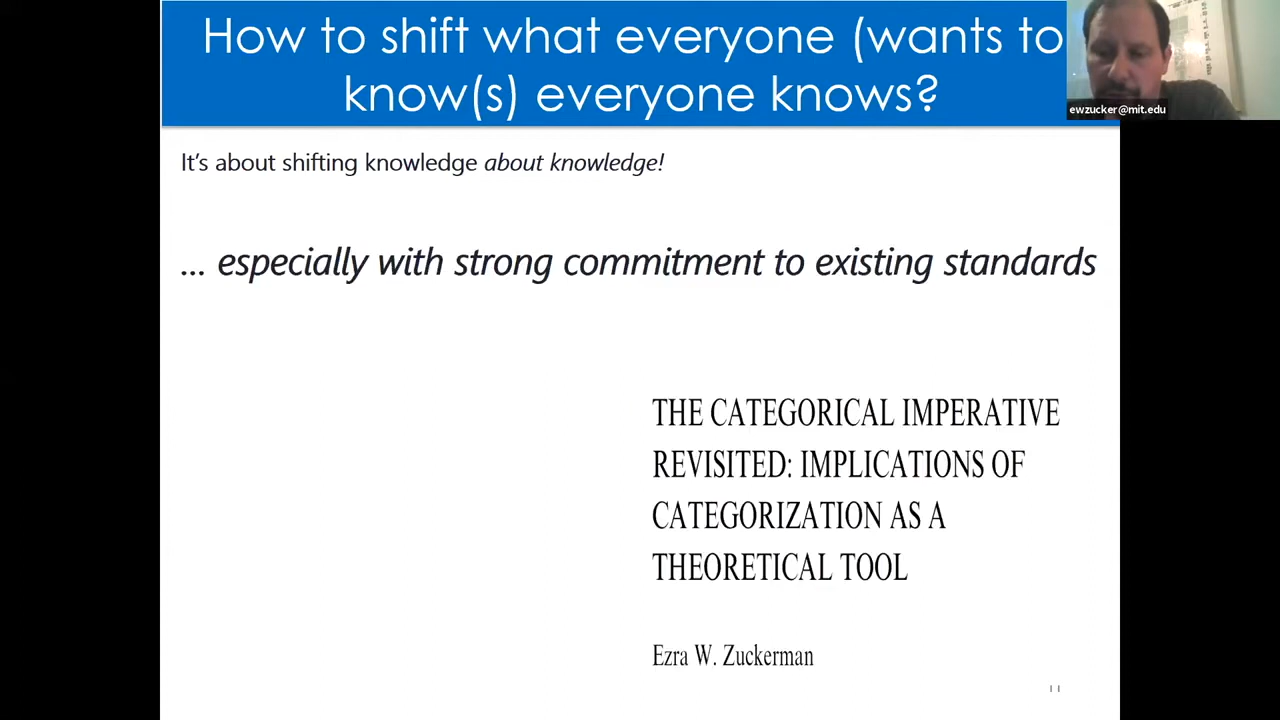 How to shift what everyone (wants to
know(s) everyone knows?
ewzucker@mit.edu
It's about shifting knowledge about knowledge!
... especially with strong commitment to existing standards
THE CATEGORICAL IMPERATIVE
REVISITED: IMPLICATIONS OF
CATEGORIZATION AS A
THEORETICAL TOOL
Ezra W. Zuckerman
11